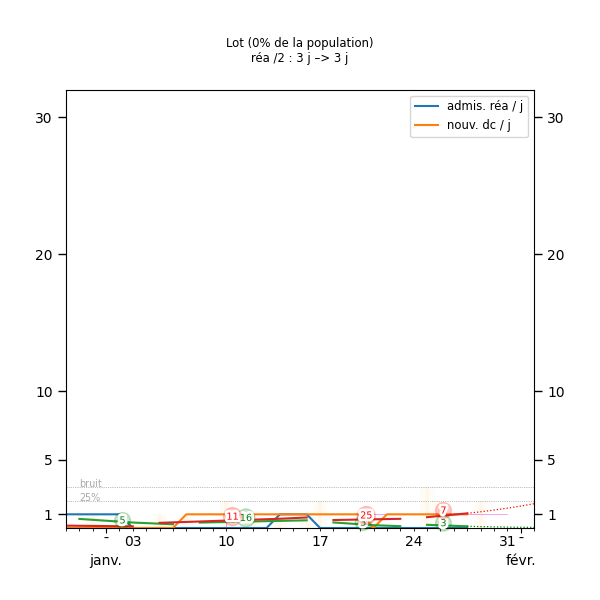 Lot (0% de la population)
réa /2 : 3 j –> 3 j
admis. réa / j
nouv. dc / j
30 30
20 20
10 10
5 5
bruit
25%
1 1
5 11 16 25 7 3
- 03 10 17 24 31 -
janv. févr.